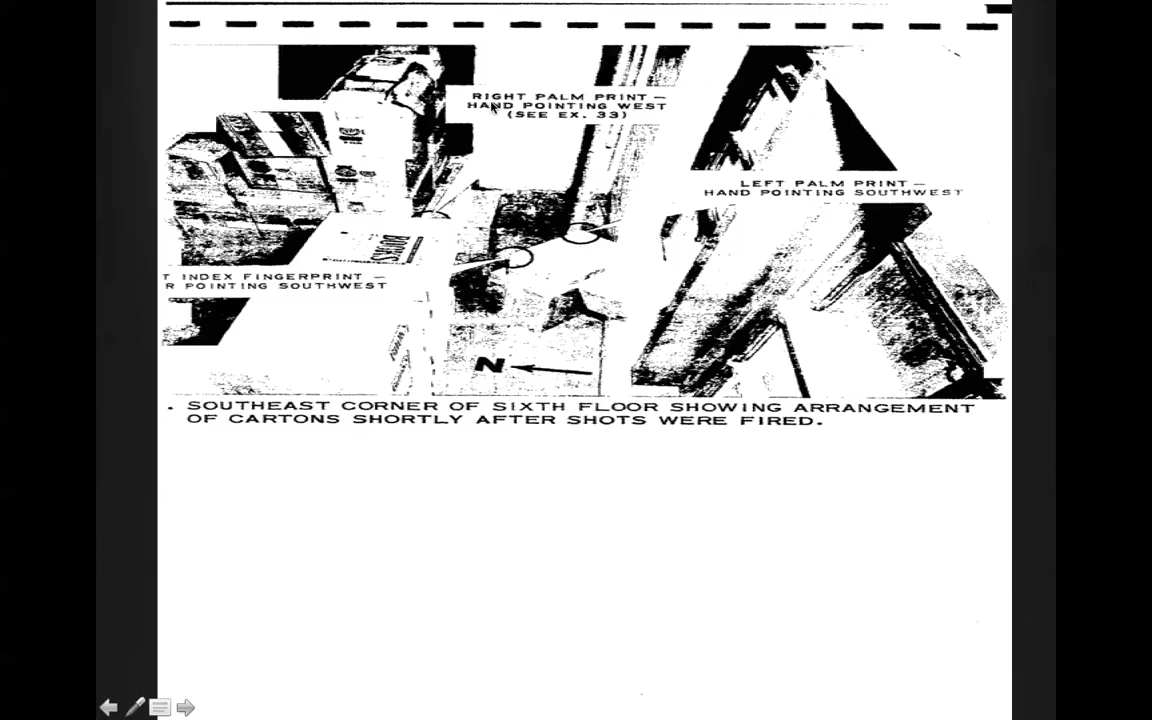 RIGHT PALM PRINT —
HAND POINTING WEST
(SEE EX. 33)
LEFT PALM PRINT —
HAND POINTING SOUTHWEST
T INDEX FINGERPRINT —
R POINTING SOUTHWEST
BOOKS
N
. SOUTHEAST CORNER OF SIXTH FLOOR SHOWING ARRANGEMENT
OF CARTONS SHORTLY AFTER SHOTS WERE FIRED.